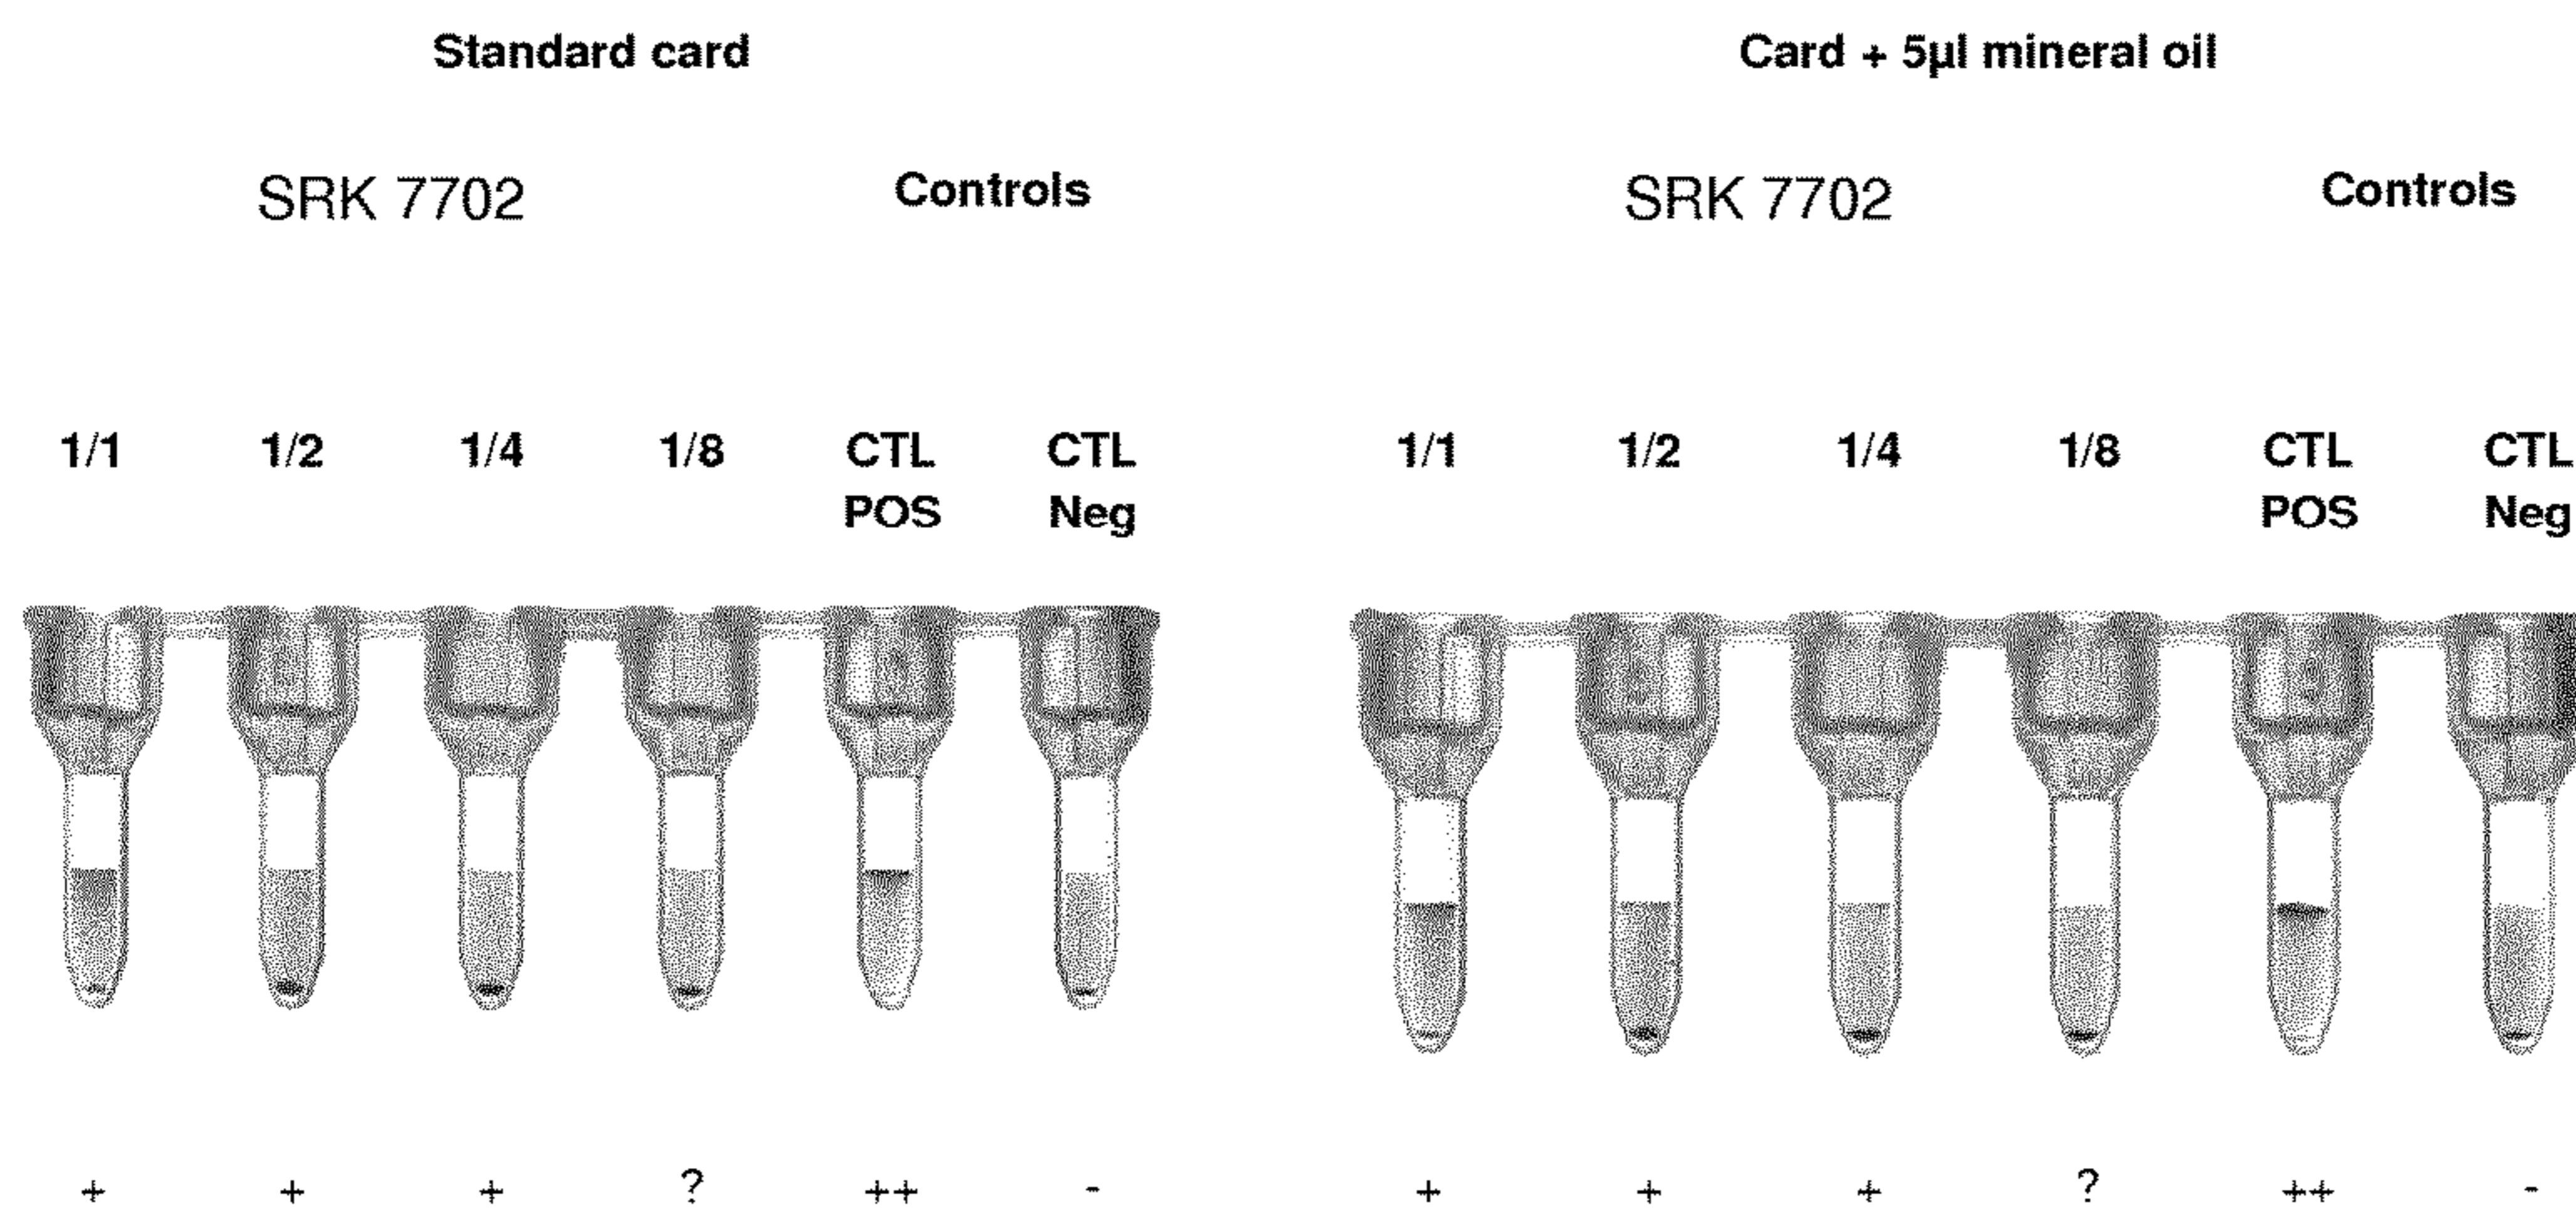 Standard card Card + 5µl mineral oil
SRK 7702 Controls SRK 7702 Controls
1/1 1/2 1/4 1/8 CTL CTL 1/1 1/2 1/4 1/8 CTL CTL
POS Neg POS Neg
+ + + ? ++ - + + + ? ++ -